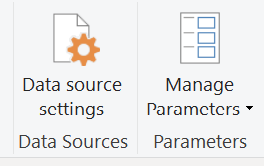 Data source
settings
Data Sources
Manage
Parameters
Parameters